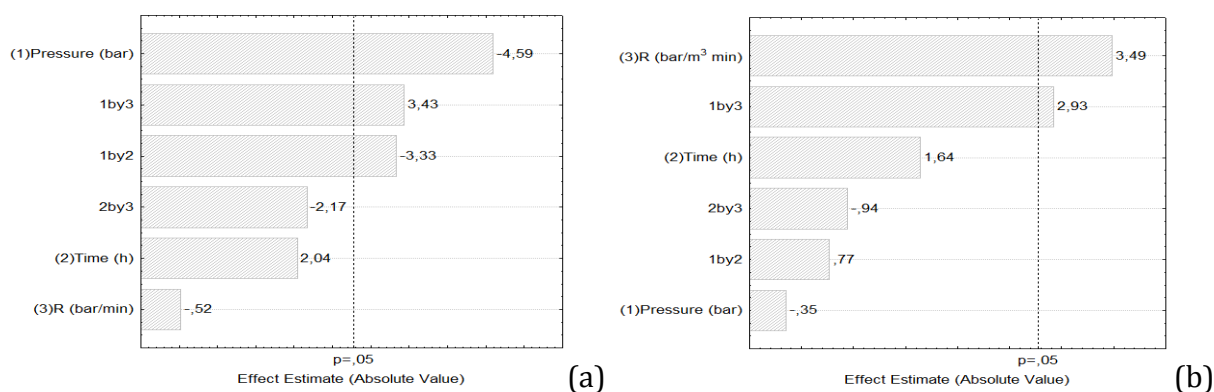 (1)Pressure (bar)
-4,59
1by3
3,43
1by2
-3,33
2by3
-2,17
(2)Time (h)
2,04
(3)R (bar/min)
-,52
p=,05
Effect Estimate (Absolute Value)
(a)
(3)R (bar/m³ min)
3,49
1by3
2,93
(2)Time (h)
1,64
2by3
-,94
1by2
,77
(1)Pressure (bar)
-,35
p=,05
Effect Estimate (Absolute Value)
(b)